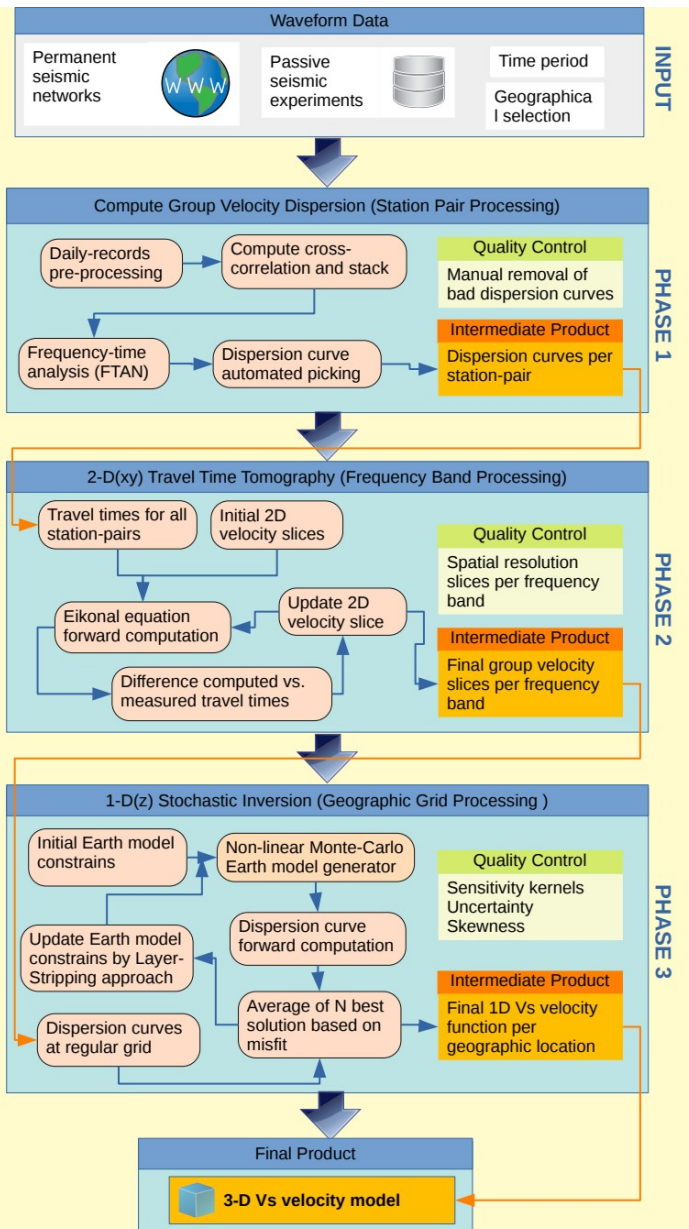 Waveform Data
Permanent
seismic
networks
W W W
Passive
seismic
experiments
Time period
Geographica
l selection
INPUT
Compute Group Velocity Dispersion (Station Pair Processing)
Daily-records
pre-processing
Compute cross-
correlation and stack
Quality Control
Manual removal of
bad dispersion curves
Frequency-time
analysis (FTAN)
Dispersion curve
automated picking
Intermediate Product
Dispersion curves per
station-pair
PHASE 1
2-D(xy) Travel Time Tomography (Frequency Band Processing)
Travel times for all
station-pairs
Initial 2D
velocity slices
Quality Control
Spatial resolution
slices per frequency
band
Eikonal equation
forward computation
Update 2D
velocity slice
Difference computed vs.
measured travel times
Intermediate Product
Final group velocity
slices per frequency
band
PHASE 2
1-D(z) Stochastic Inversion (Geographic Grid Processing )
Initial Earth model
constrains
Non-linear Monte-Carlo
Earth model generator
Quality Control
Sensitivity kernels
Uncertainty
Skewness
Dispersion curve
forward computation
Update Earth model
constrains by Layer-
Stripping approach
Average of N best
solution based on
misfit
Dispersion curves
at regular grid
Intermediate Product
Final 1D Vs velocity
function per
geographic location
PHASE 3
Final Product
3-D Vs velocity model